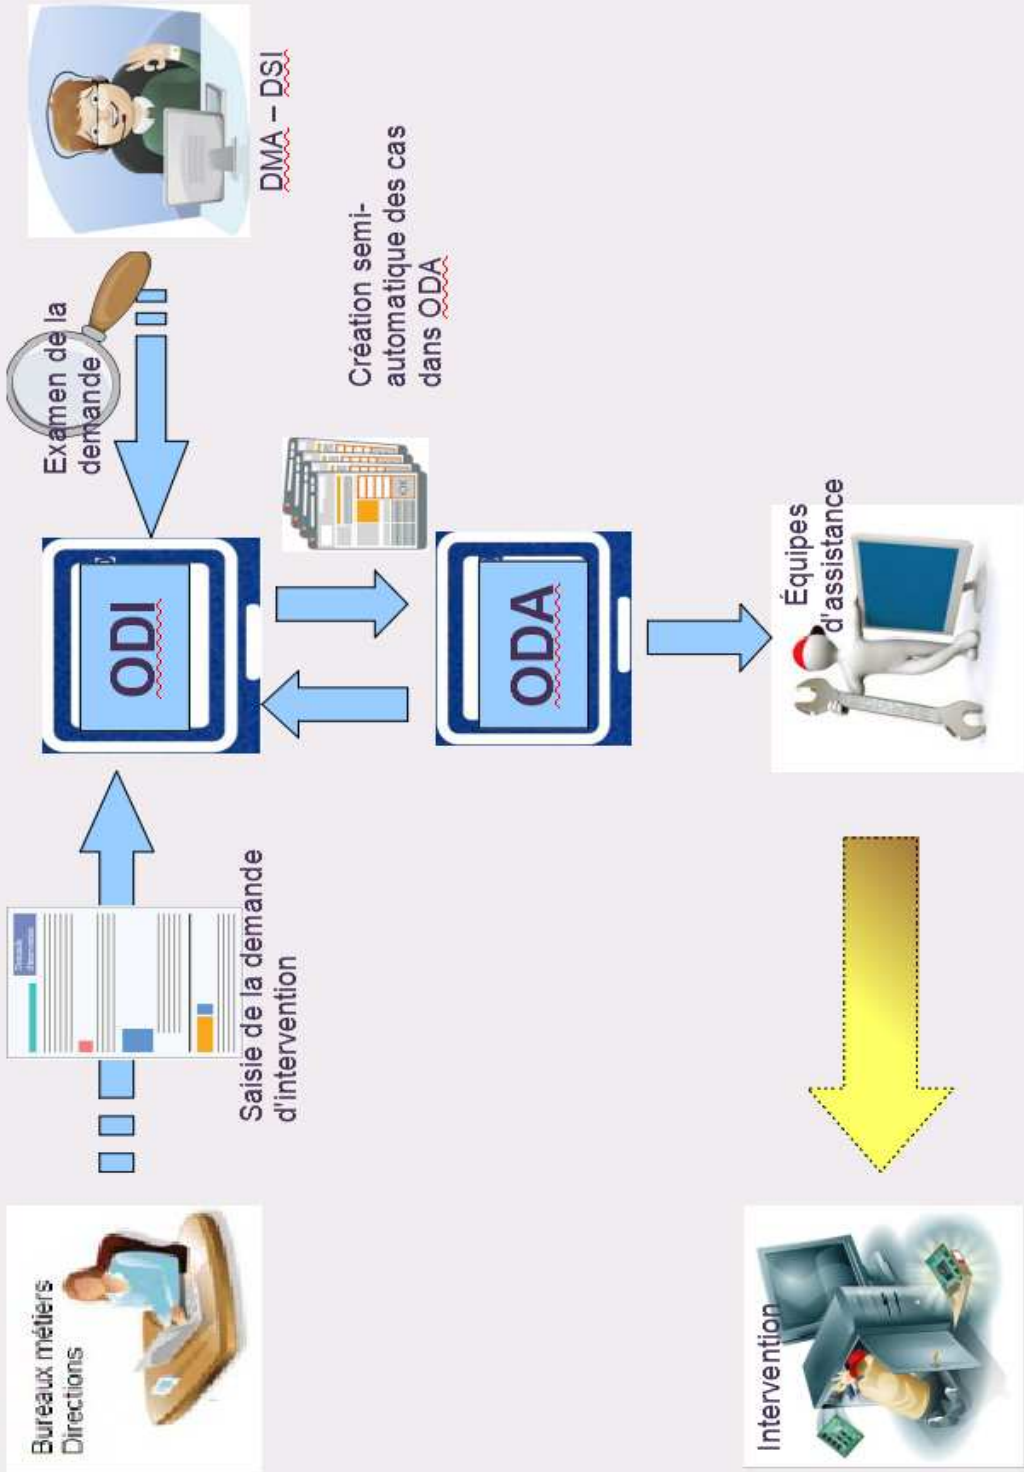 Bureaux métiers
Directions
Saisie de la demande
d'intervention
ODI
Examen de la
demande
DMA – DSI
Création semi-
automatique des cas
dans ODA
ODA
Équipes
d'assistance
Intervention